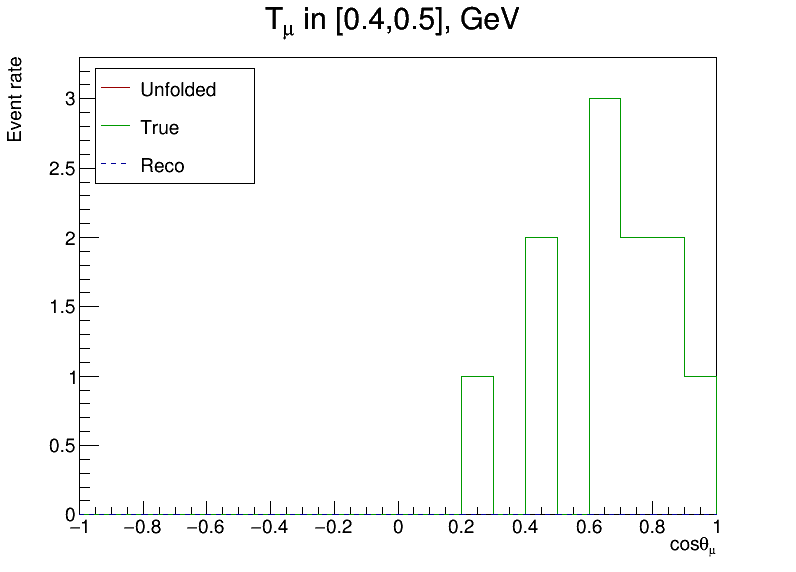 Tμ in [0.4,0.5], GeV
Event rate
Unfolded
True
Reco
3
2.5
2
1.5
1
0.5
0
−1 −0.8 −0.6 −0.4 −0.2 0 0.2 0.4 0.6 0.8 1
cosθμ